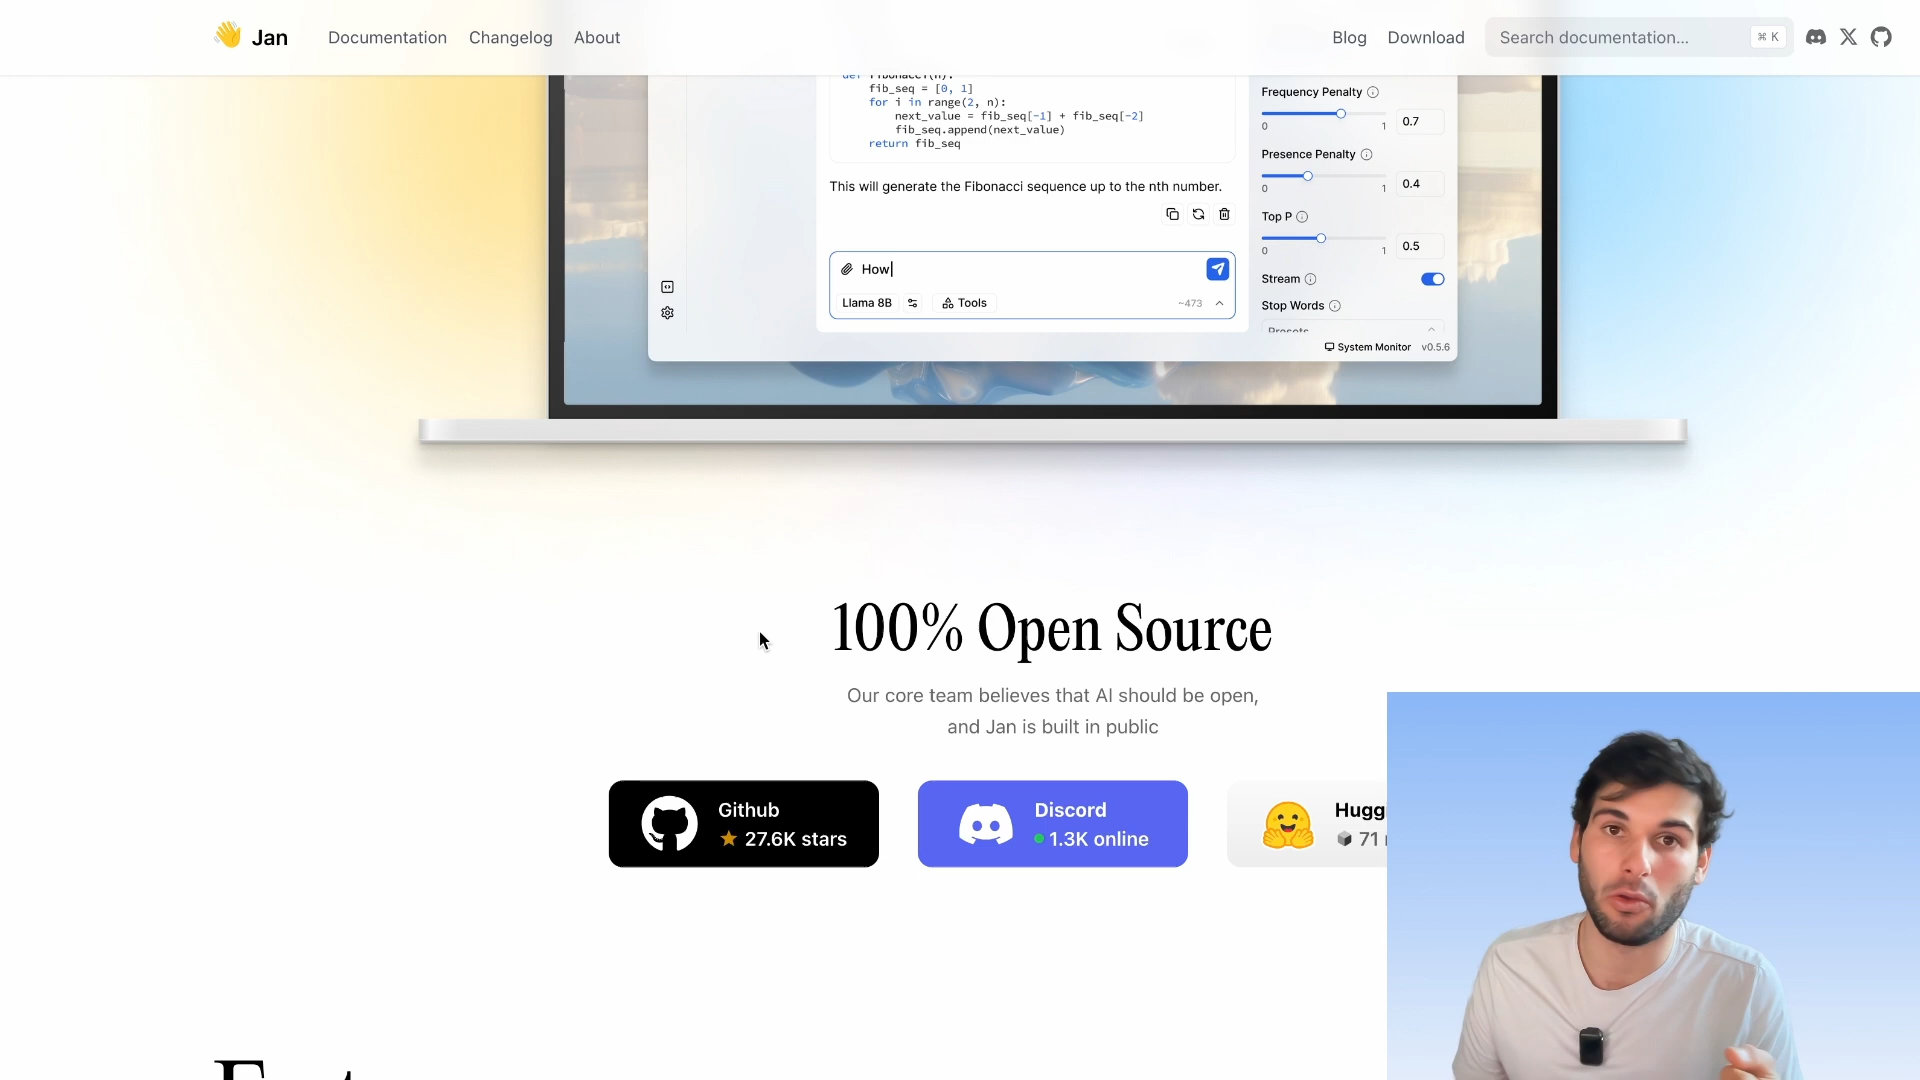 Jan
Documentation
Changelog
About
Blog
Download
Search documentation...
⌘ K
fib_seq = [0, 1]
for i in range(2, n):
next_value = fib_seq[-1] + fib_seq[-2]
fib_seq.append(next_value)
return fib_seq
This will generate the Fibonacci sequence up to the nth number.
How
Llama 8B
Tools
~473
Frequency Penalty
0
1
0.7
Presence Penalty
0
1
0.4
Top P
0
1
0.5
Stream
Stop Words
Presets
System Monitor
v0.5.6
100% Open Source
Our core team believes that AI should be open,
and Jan is built in public
Github
27.6K stars
Discord
1.3K online
Hugg
71